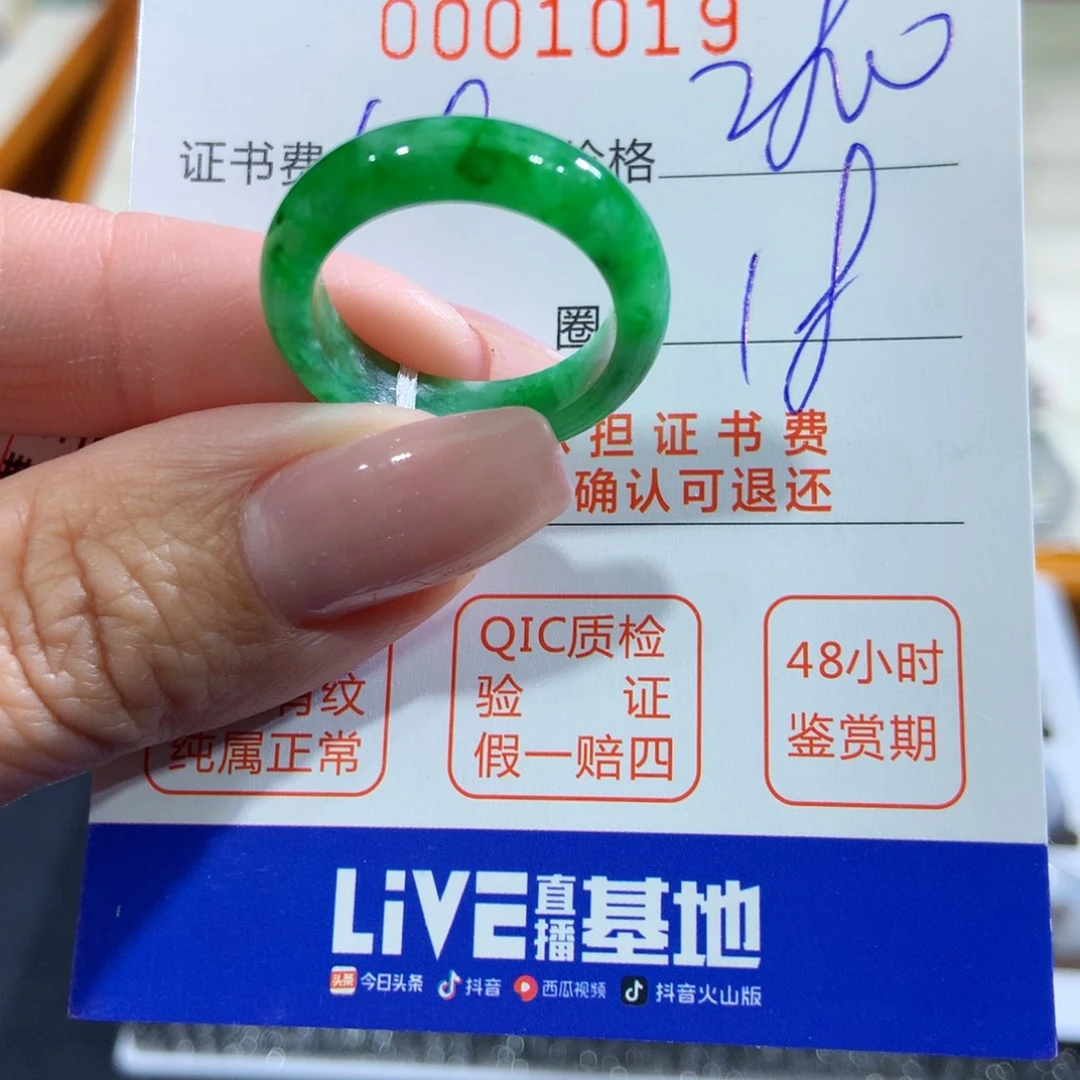 0001019
证书费 价格
圈 18
担证书费
确认可退还
有纹
纯属正常
QIC质检
验 证
假一赔四
48小时
鉴赏期
LiVE直播基地
头条 今日头条 抖音 西瓜视频 抖音火山版